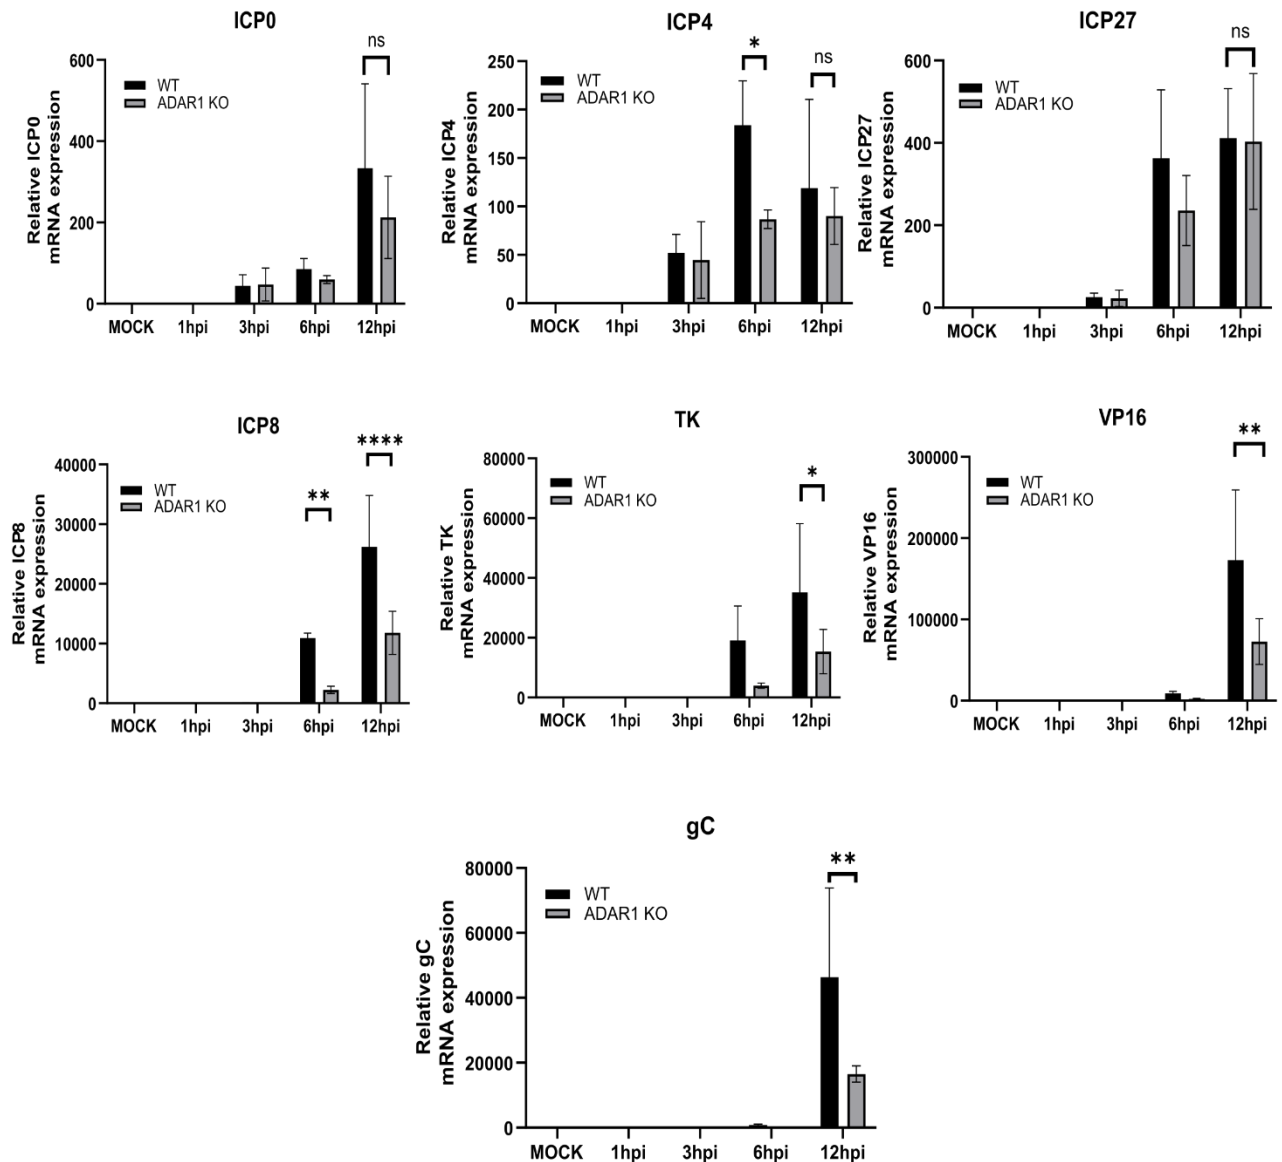 ICP0
ns
WT
ADAR1 KO
Relative ICP0
mRNA expression
600
400
200
0
MOCK 1hpi 3hpi 6hpi 12hpi
ICP4
*
ns
WT
ADAR1 KO
Relative ICP4
mRNA expression
250
200
150
100
50
0
MOCK 1hpi 3hpi 6hpi 12hpi
ICP27
ns
WT
ADAR1 KO
Relative ICP27
mRNA expression
600
400
200
0
MOCK 1hpi 3hpi 6hpi 12hpi
ICP8
****
**
WT
ADAR1 KO
Relative ICP8
mRNA expression
40000
30000
20000
10000
0
MOCK 1hpi 3hpi 6hpi 12hpi
TK
*
WT
ADAR1 KO
Relative TK
mRNA expression
80000
60000
40000
20000
0
MOCK 1hpi 3hpi 6hpi 12hpi
VP16
**
WT
ADAR1 KO
Relative VP16
mRNA expression
300000
200000
100000
0
MOCK 1hpi 3hpi 6hpi 12hpi
gC
**
WT
ADAR1 KO
Relative gC
mRNA expression
80000
60000
40000
20000
0
MOCK 1hpi 3hpi 6hpi 12hpi